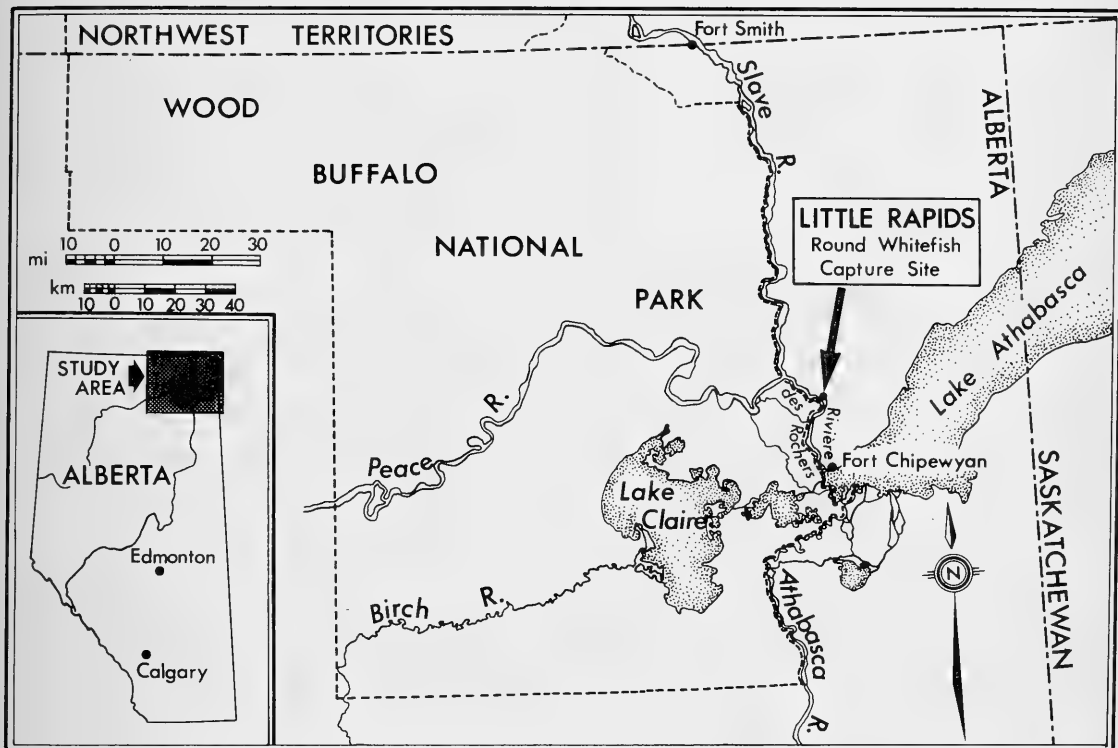 NORTHWEST TERRITORIES
Fort Smith
WOOD
BUFFALO
NATIONAL
PARK
Slave
R.
ALBERTA
LITTLE RAPIDS
Round Whitefish
Capture Site
10 0 10 20 30
mi
km
10 0 10 20 30 40
Lake Athabasca
Rivière
des
Rochers
Fort Chipewyan
Peace R.
Lake
Claire
SASKATCHEWAN
Birch R.
Athabasca
R.
N
STUDY
AREA
ALBERTA
Edmonton
Calgary